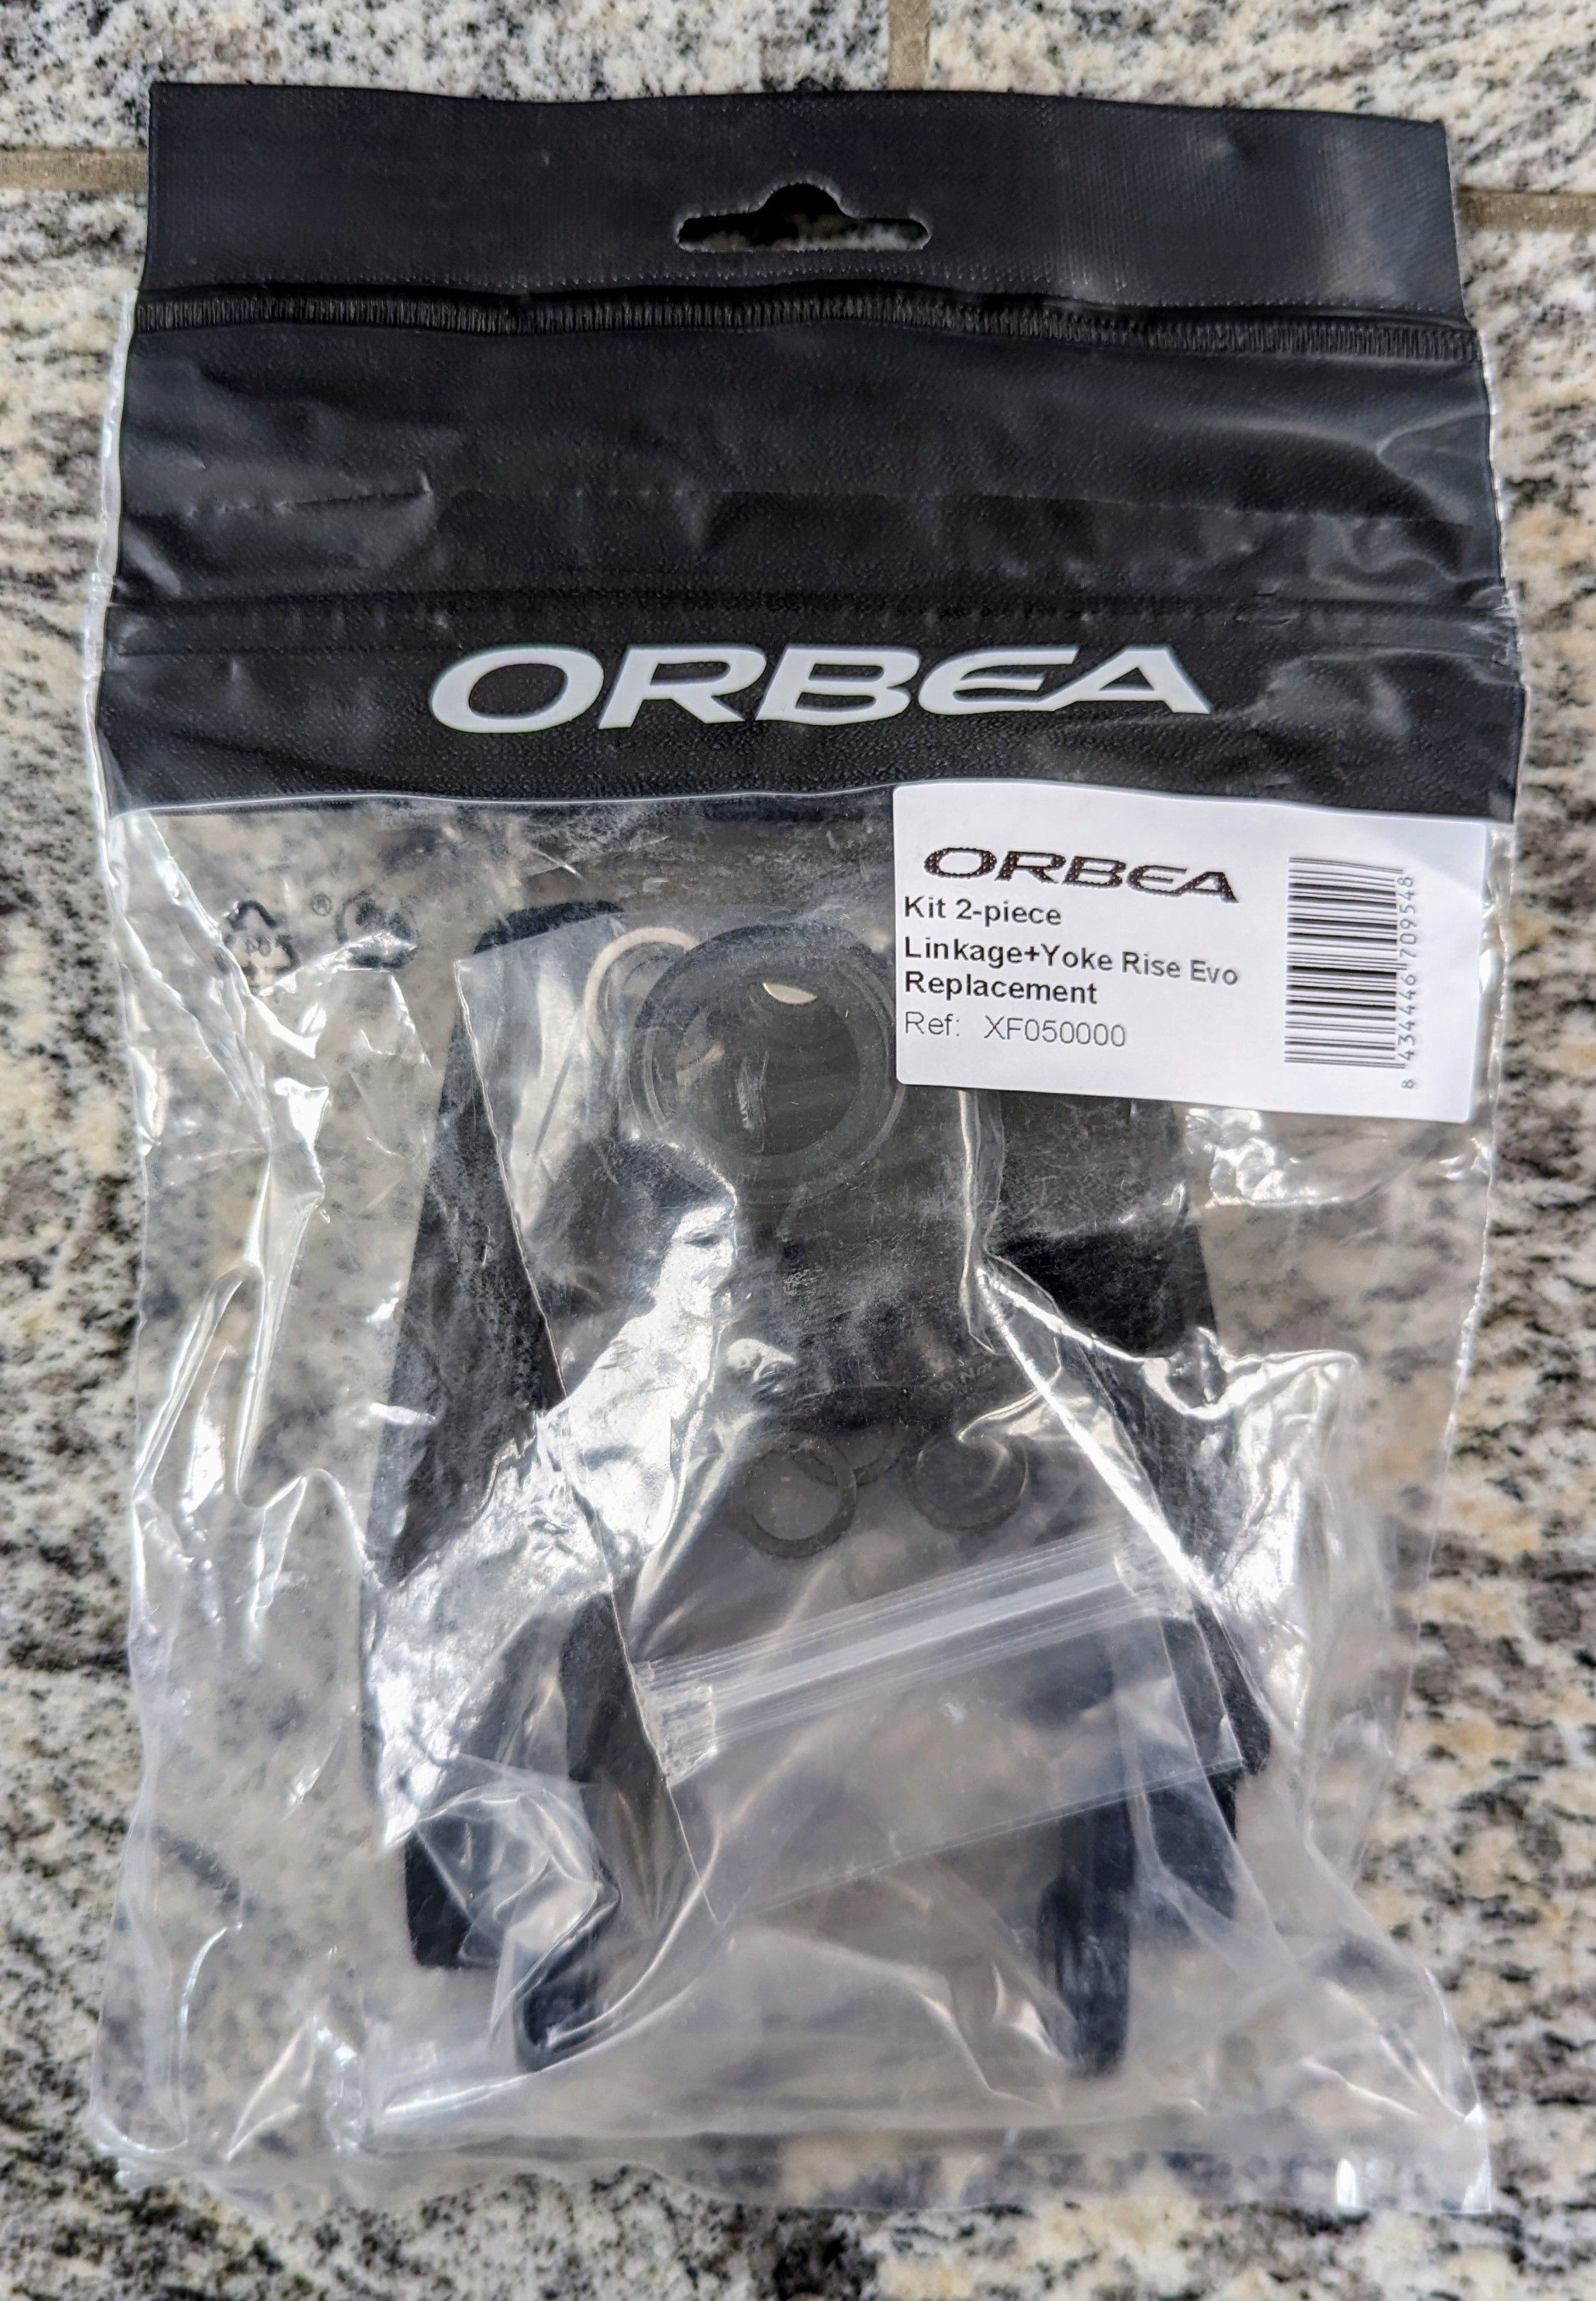 ORBEA
ORBEA
Kit 2-piece
Linkage+Yoke Rise Evo
Replacement
Ref: XF050000
8 434446 709548